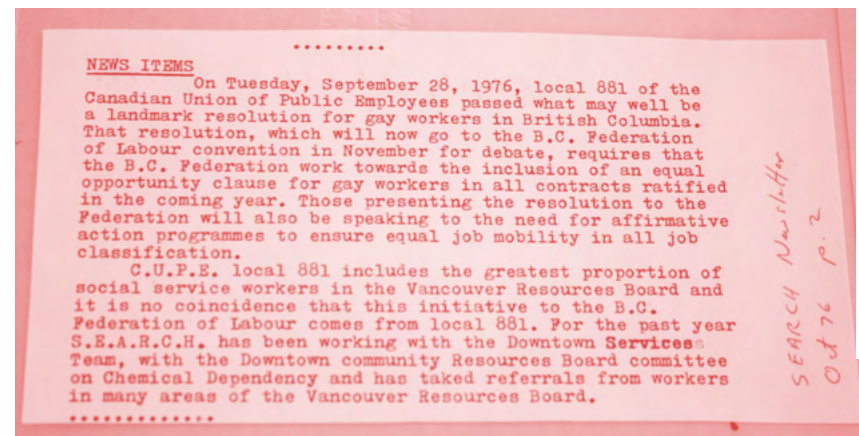 .........
NEWS ITEMS
On Tuesday, September 28, 1976, local 881 of the
Canadian Union of Public Employees passed what may well be
a landmark resolution for gay workers in British Columbia.
That resolution, which will now go to the B.C. Federation
of Labour convention in November for debate, requires that
the B.C. Federation work towards the inclusion of an equal
opportunity clause for gay workers in all contracts ratified
in the coming year. Those presenting the resolution to the
Federation will also be speaking to the need for affirmative
action programmes to ensure equal job mobility in all job
classification.
C.U.P.E. local 881 includes the greatest proportion of
social service workers in the Vancouver Resources Board and
it is no coincidence that this initiative to the B.C.
Federation of Labour comes from local 881. For the past year
S.E.A.R.C.H. has been working with the Downtown Services
Team, with the Downtown community Resources Board committee
on Chemical Dependency and has taked referrals from workers
in many areas of the Vancouver Resources Board.
.............
SEARCH Newsletter
Oct 76 p. 2